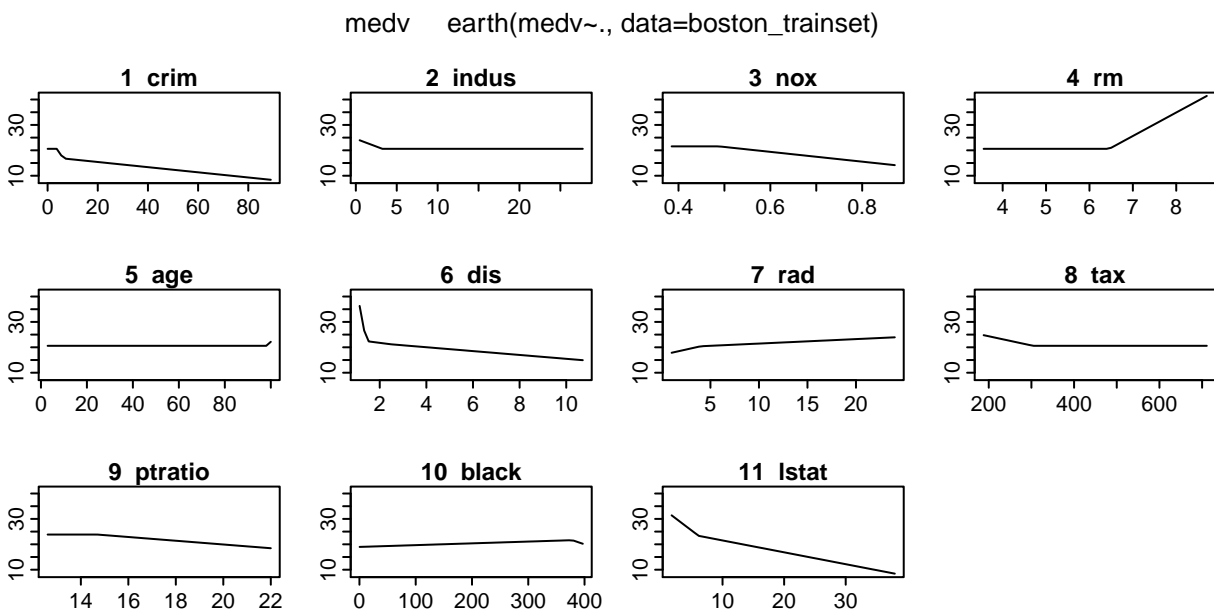 medv earth(medv~., data=boston_trainset)
1 crim
2 indus
3 nox
4 rm
10 30
0 20 40 60 80
10 30
0 5 10 20
10 30
0.4 0.6 0.8
10 30
4 5 6 7 8
5 age
6 dis
7 rad
8 tax
10 30
0 20 40 60 80
10 30
2 4 6 8 10
10 30
5 10 15 20
10 30
200 400 600
9 ptratio
10 black
11 lstat
10 30
14 16 18 20 22
10 30
0 100 200 300 400
10 30
10 20 30